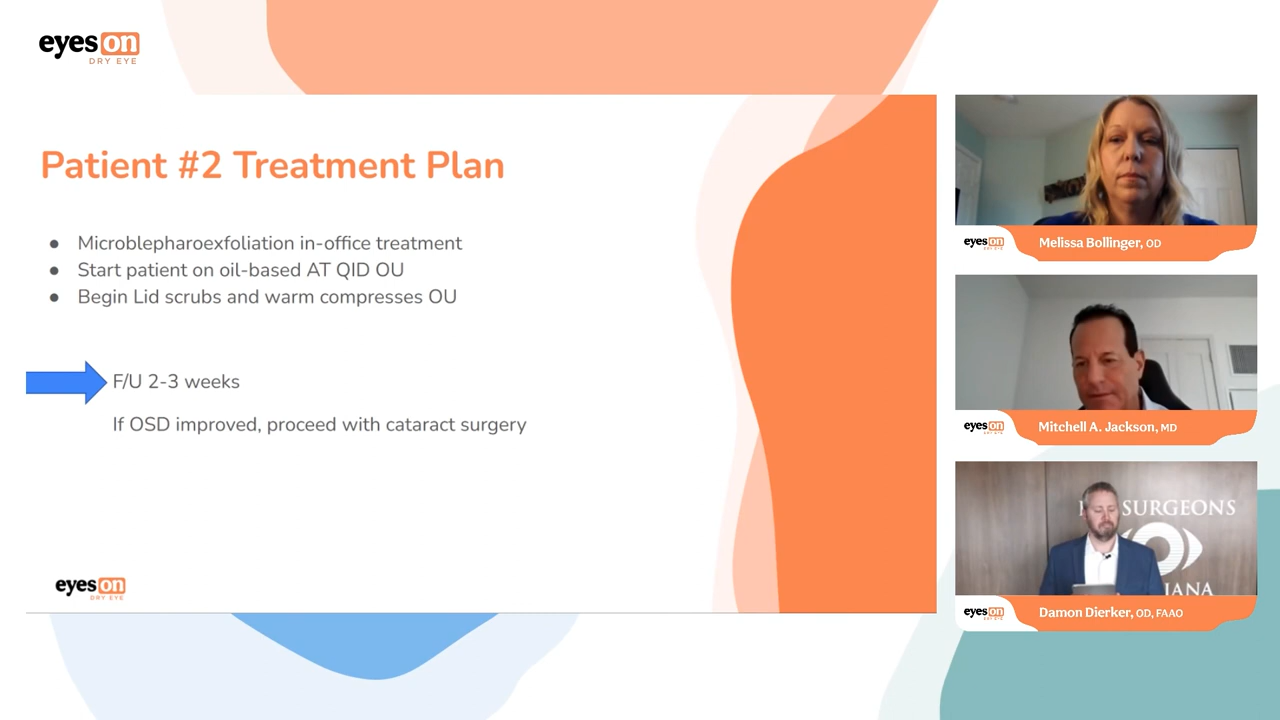 eyes on
DRY EYE
Patient #2 Treatment Plan
● Microblepharoexfoliation in-office treatment
● Start patient on oil-based AT QID OU
● Begin Lid scrubs and warm compresses OU
F/U 2-3 weeks
If OSD improved, proceed with cataract surgery
eyes on
DRY EYE
eyes on
Melissa Bollinger, OD
eyes on
Mitchell A. Jackson, MD
SURGEONS
eyes on
Damon Dierker, OD, FAAO